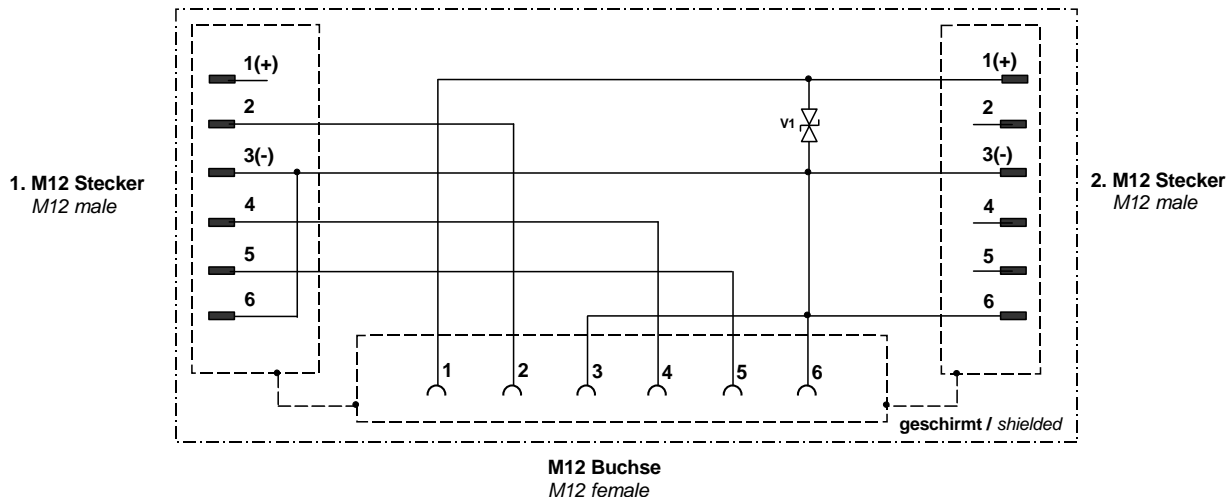 1(+)
2
3(-)
4
5
6
1. M12 Stecker
M12 male
V1
1(+)
2
3(-)
4
5
6
2. M12 Stecker
M12 male
1 2 3 4 5 6
geschirmt / shielded
M12 Buchse
M12 female